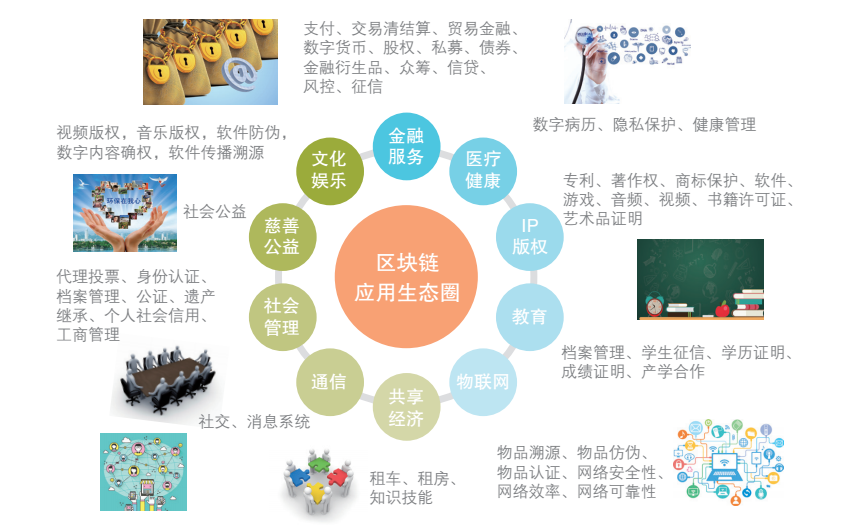 支付、交易清结算、贸易金融、
数字货币、股权、私募、债券、
金融衍生品、众筹、信贷、
风控、征信
数字病历、隐私保护、健康管理
视频版权，音乐版权，软件防伪，
数字内容确权，软件传播溯源
金融
服务
文化
娱乐
医疗
健康
专利、著作权、商标保护、软件、
游戏、音频、视频、书籍许可证、
艺术品证明
环保在我心
社会公益
慈善
公益
IP
版权
区块链
应用生态圈
代理投票、身份认证、
档案管理、公证、遗产
继承、个人社会信用、
工商管理
社会
管理
教育
档案管理、学生征信、学历证明、
成绩证明、产学合作
通信
物联网
共享
经济
社交、消息系统
租车、租房、
知识技能
物品溯源、物品仿伪、
物品认证、网络安全性、
网络效率、网络可靠性